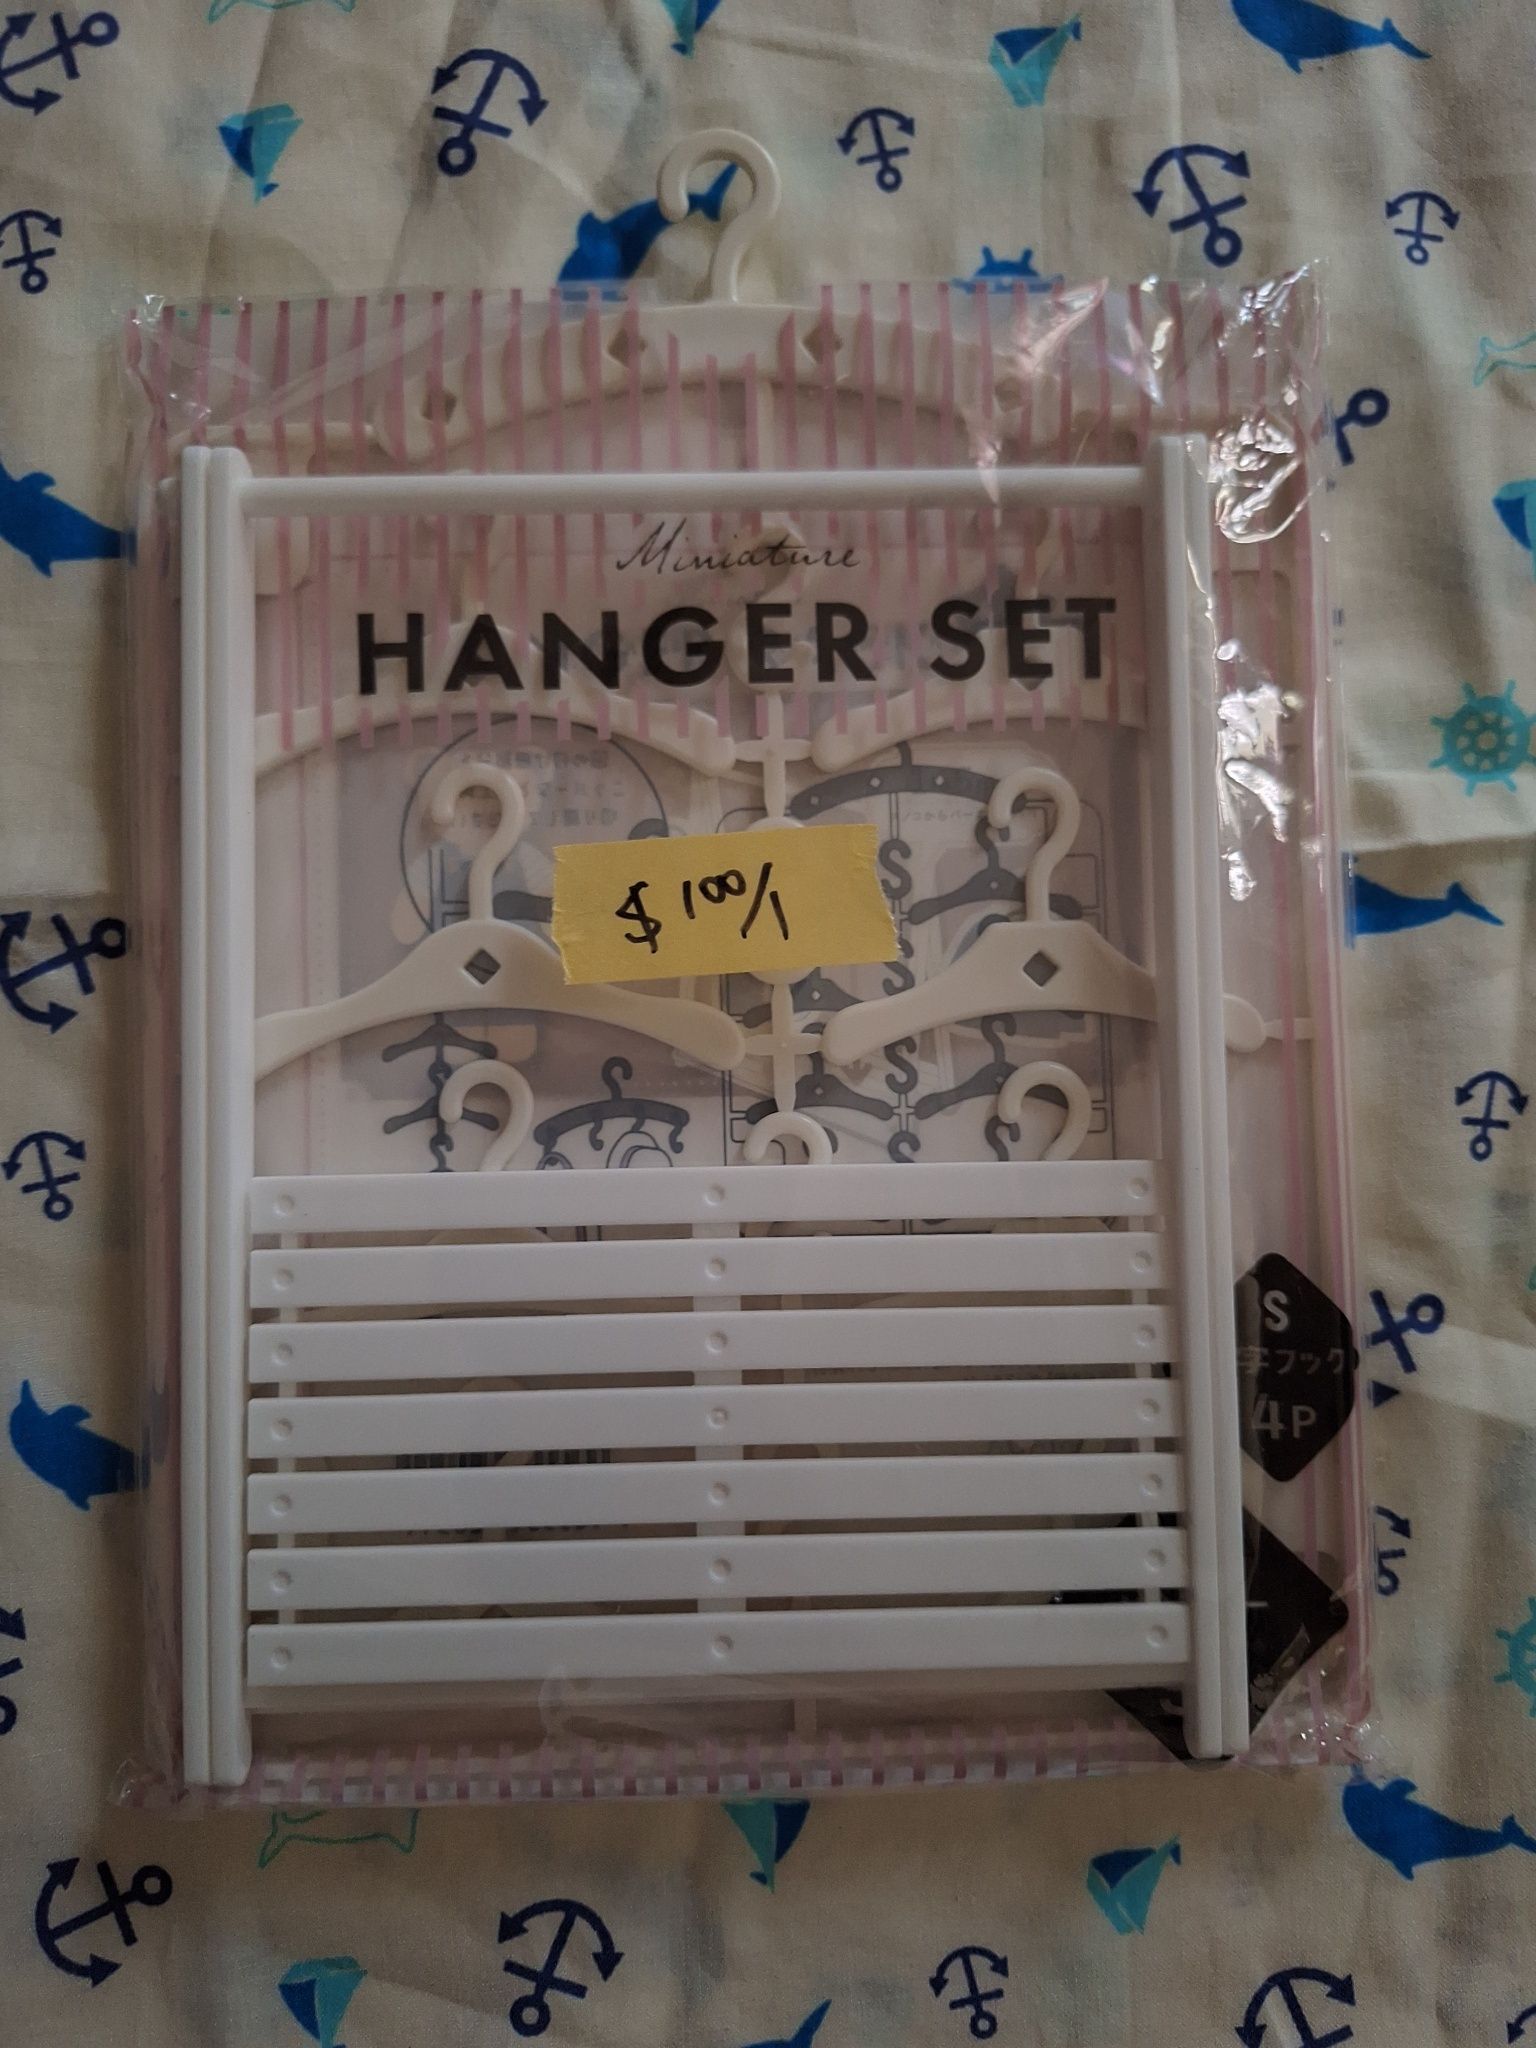 Miniature
HANGER SET
$ 100/1
S
字フック
4P